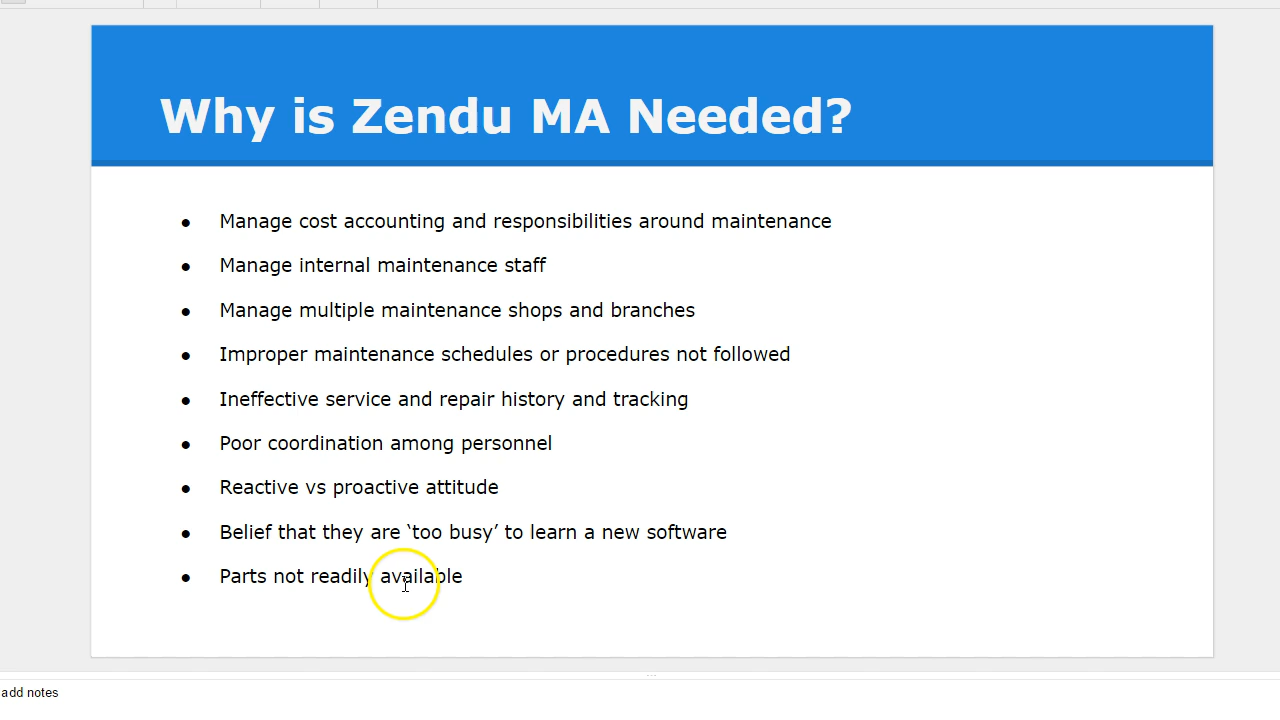 Why is Zendu MA Needed?
● Manage cost accounting and responsibilities around maintenance
● Manage internal maintenance staff
● Manage multiple maintenance shops and branches
● Improper maintenance schedules or procedures not followed
● Ineffective service and repair history and tracking
● Poor coordination among personnel
● Reactive vs proactive attitude
● Belief that they are ‘too busy’ to learn a new software
● Parts not readily available
add notes